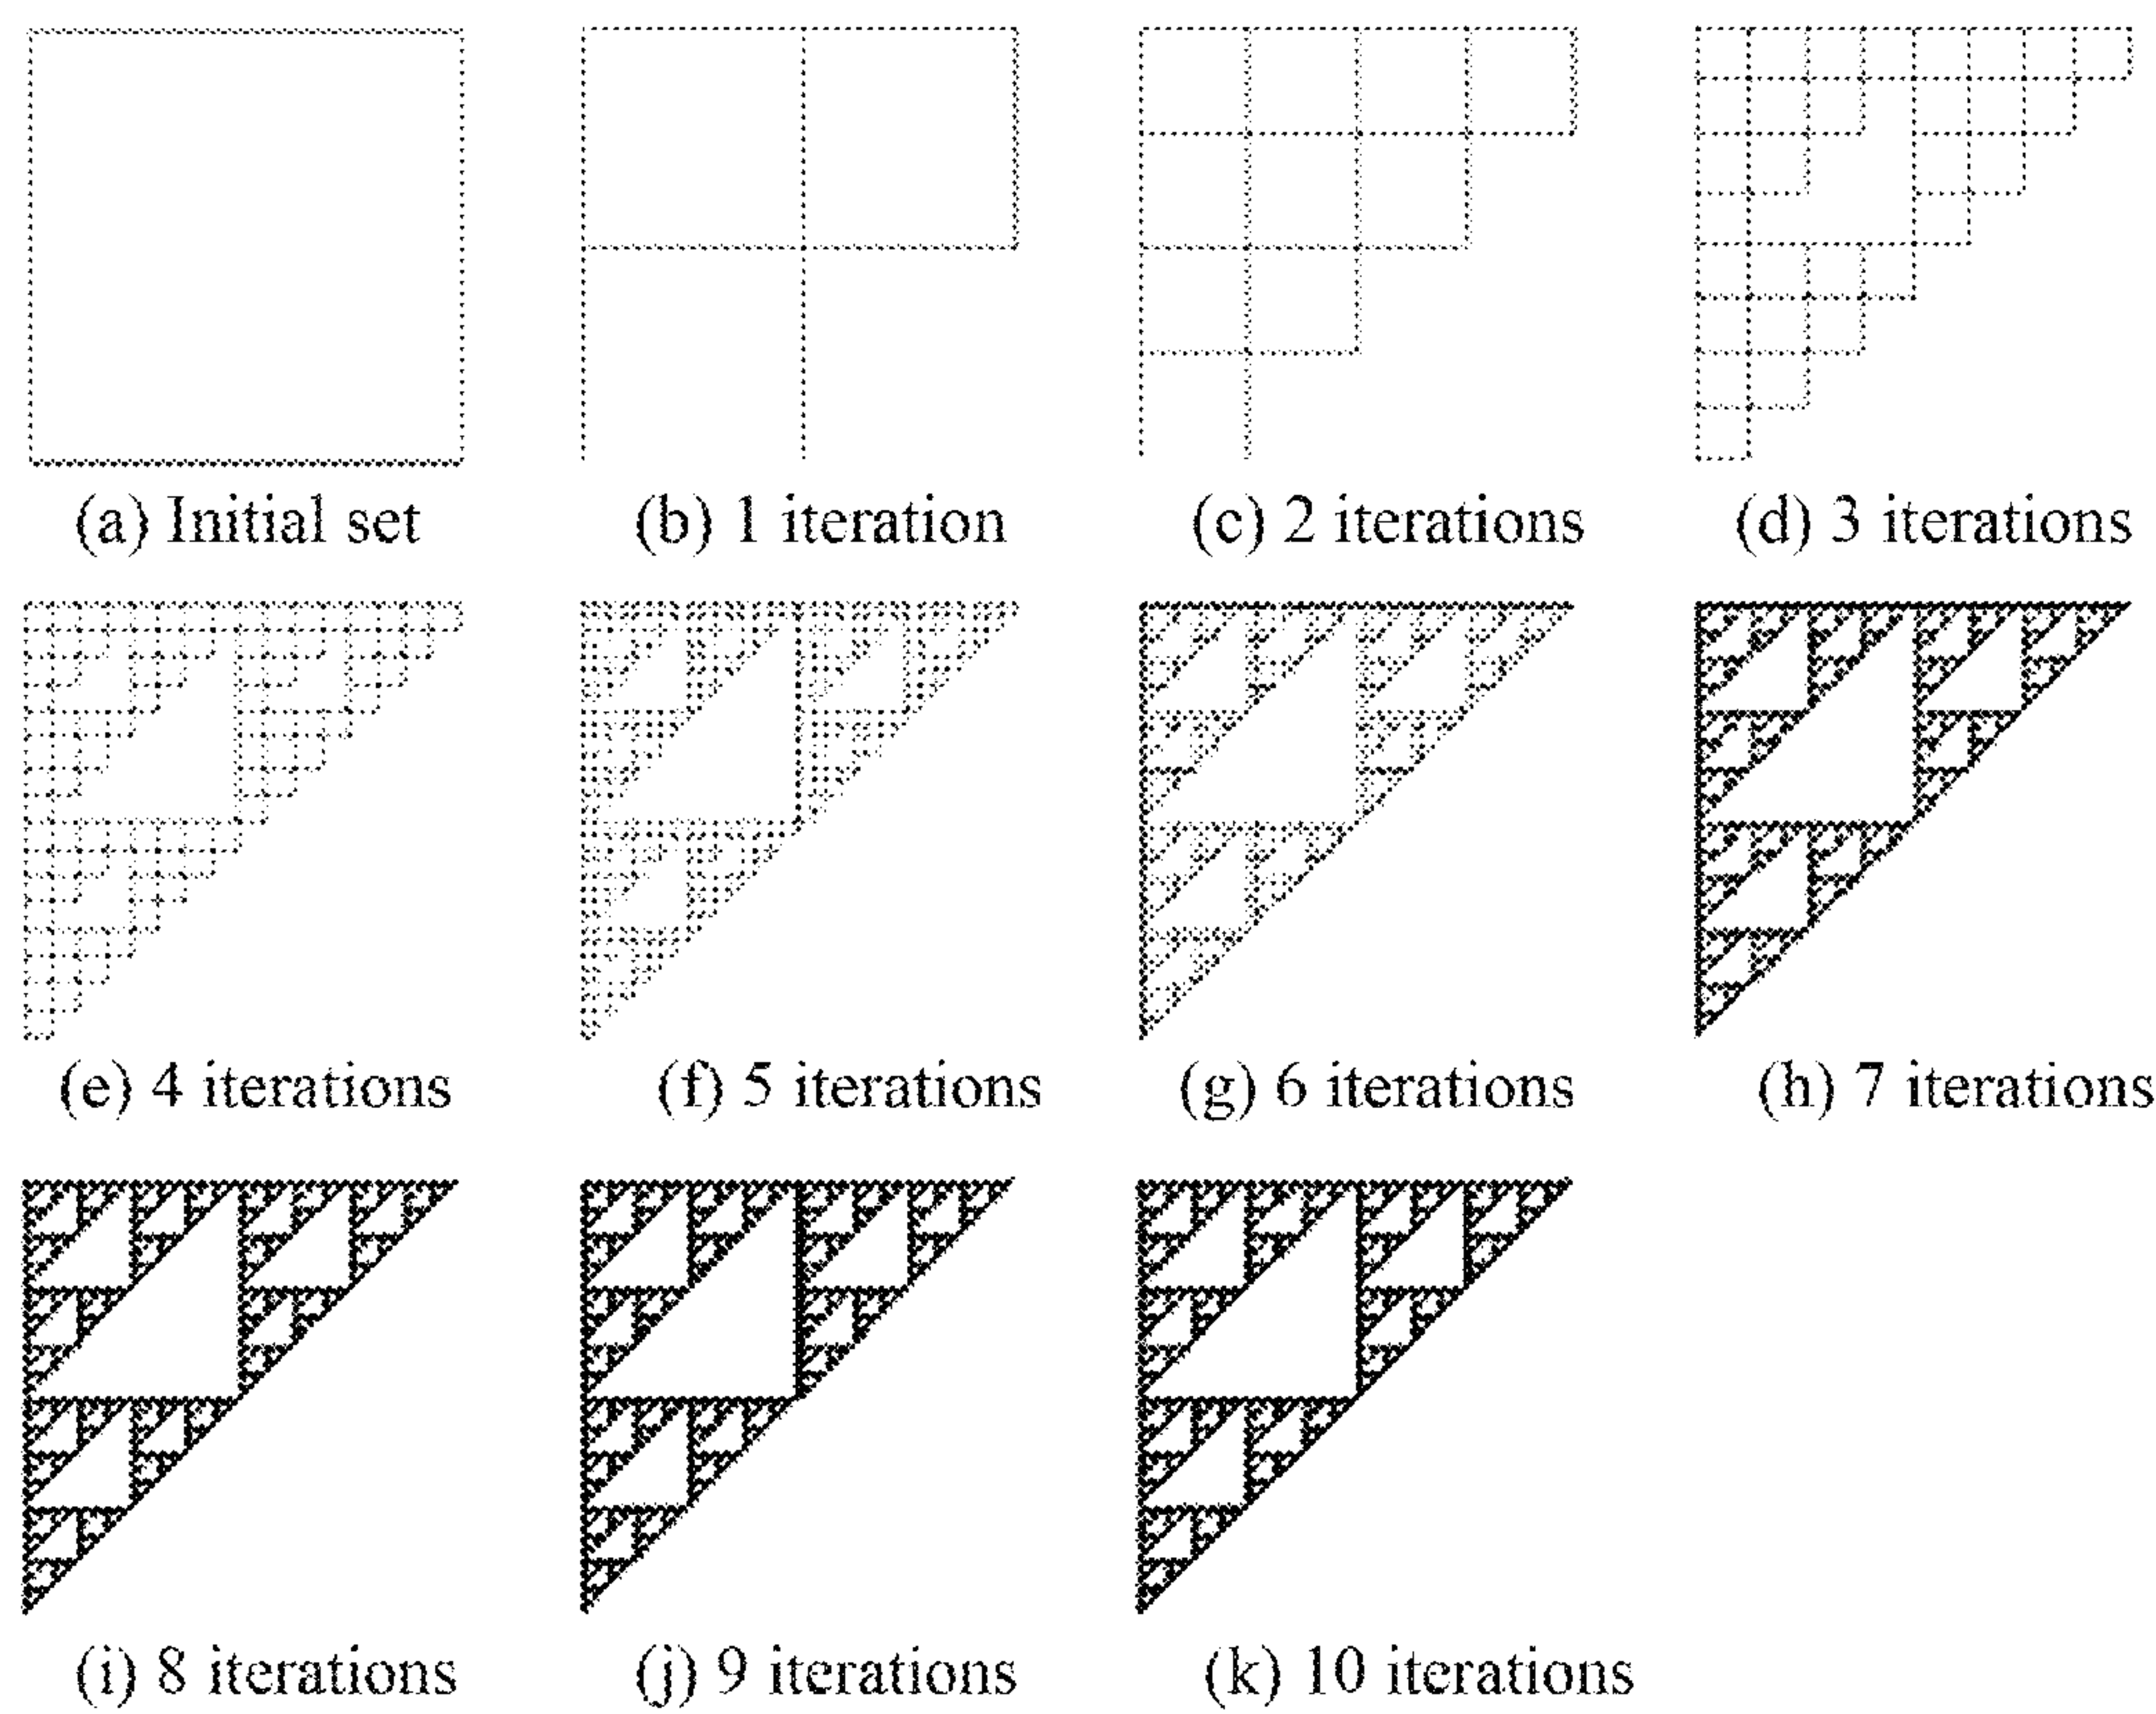 (a) Initial set
(b) 1 iteration
(c) 2 iterations
(d) 3 iterations
(e) 4 iterations
(f) 5 iterations
(g) 6 iterations
(h) 7 iterations
(i) 8 iterations
(j) 9 iterations
(k) 10 iterations